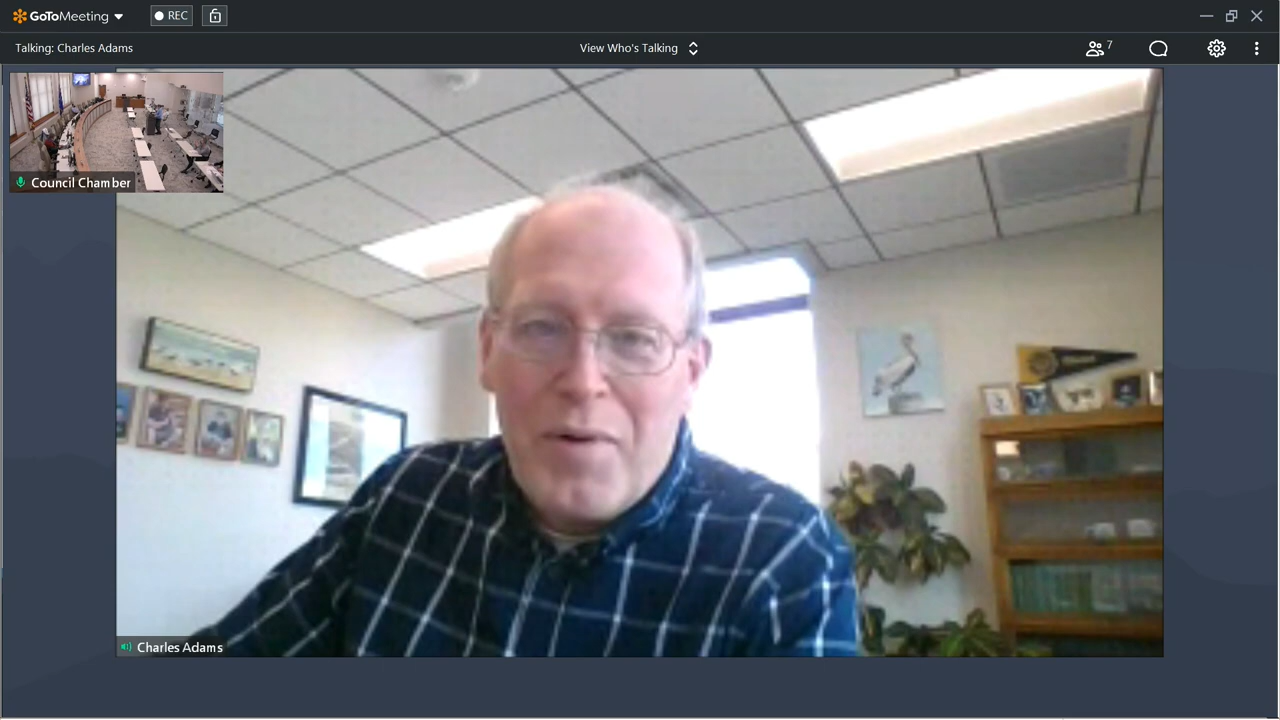 GoToMeeting
REC
Talking: Charles Adams
View Who's Talking
7
Council Chamber
Charles Adams